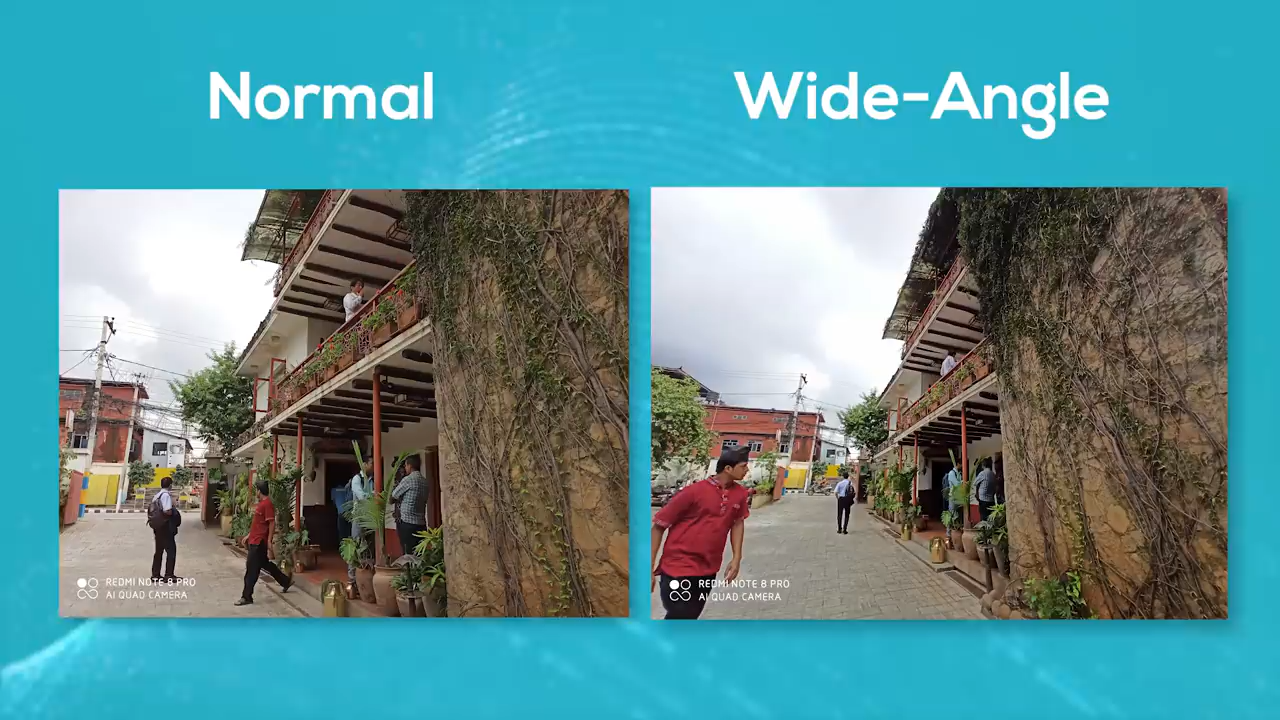 Normal
Wide-Angle
REDMI NOTE 8 PRO
AI QUAD CAMERA
REDMI NOTE 8 PRO
AI QUAD CAMERA